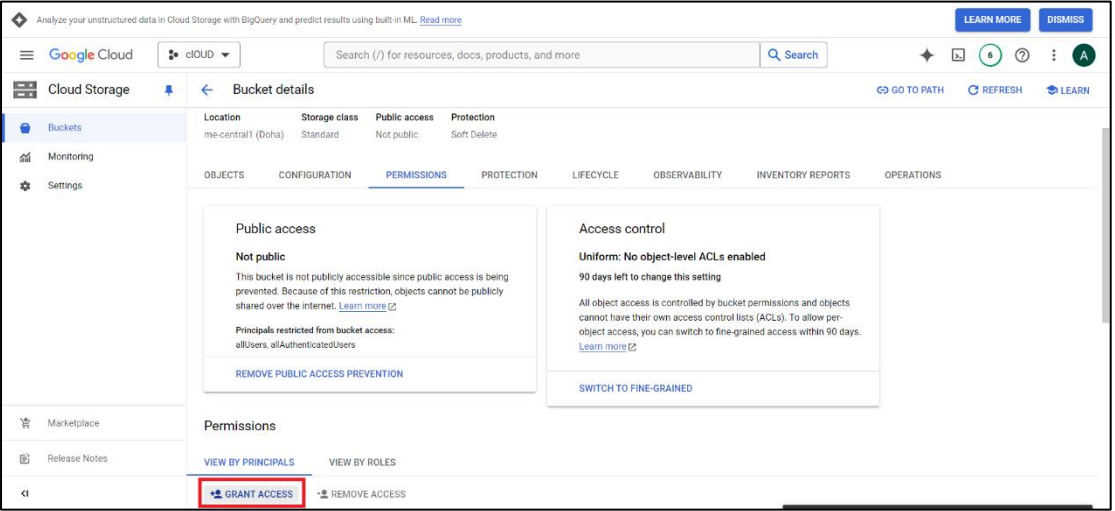 Analyze your unstructured data in Cloud Storage with BigQuery and predict results using built-in ML. Read more
LEARN MORE
DISMISS
Google Cloud
clOUD
Search (/) for resources, docs, products, and more
Search
6
A
Cloud Storage
Bucket details
GO TO PATH
REFRESH
LEARN
Buckets
Monitoring
Settings
Marketplace
Release Notes
Location Storage class Public access Protection
me-central1 (Doha) Standard Not public Soft Delete
OBJECTS CONFIGURATION PERMISSIONS PROTECTION LIFECYCLE OBSERVABILITY INVENTORY REPORTS OPERATIONS
Public access
Not public
This bucket is not publicly accessible since public access is being
prevented. Because of this restriction, objects cannot be publicly
shared over the internet. Learn more
Principals restricted from bucket access:
allUsers, allAuthenticatedUsers
REMOVE PUBLIC ACCESS PREVENTION
Access control
Uniform: No object-level ACLs enabled
90 days left to change this setting
All object access is controlled by bucket permissions and objects
cannot have their own access control lists (ACLs). To allow per-
object access, you can switch to fine-grained access within 90 days.
Learn more
SWITCH TO FINE-GRAINED
Permissions
VIEW BY PRINCIPALS VIEW BY ROLES
GRANT ACCESS REMOVE ACCESS